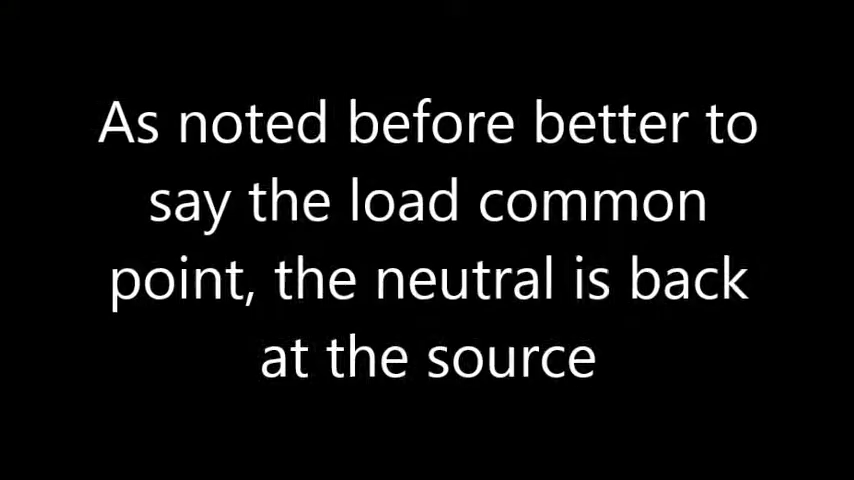 As noted before better to
say the load common
point, the neutral is back
at the source